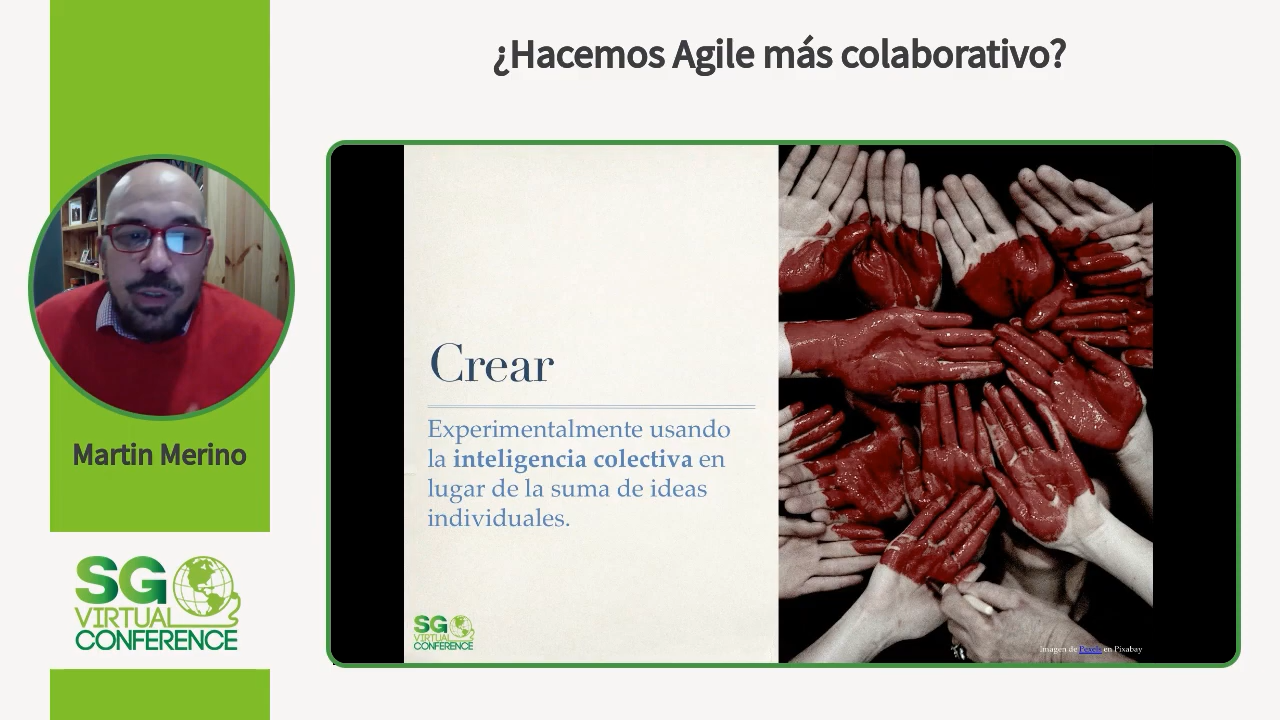 ¿Hacemos Agile más colaborativo?
Martin Merino
SG
VIRTUAL
CONFERENCE
Crear
Experimentalmente usando
la inteligencia colectiva en
lugar de la suma de ideas
individuales.
SG
VIRTUAL
CONFERENCE
Imagen de Pexels en Pixabay